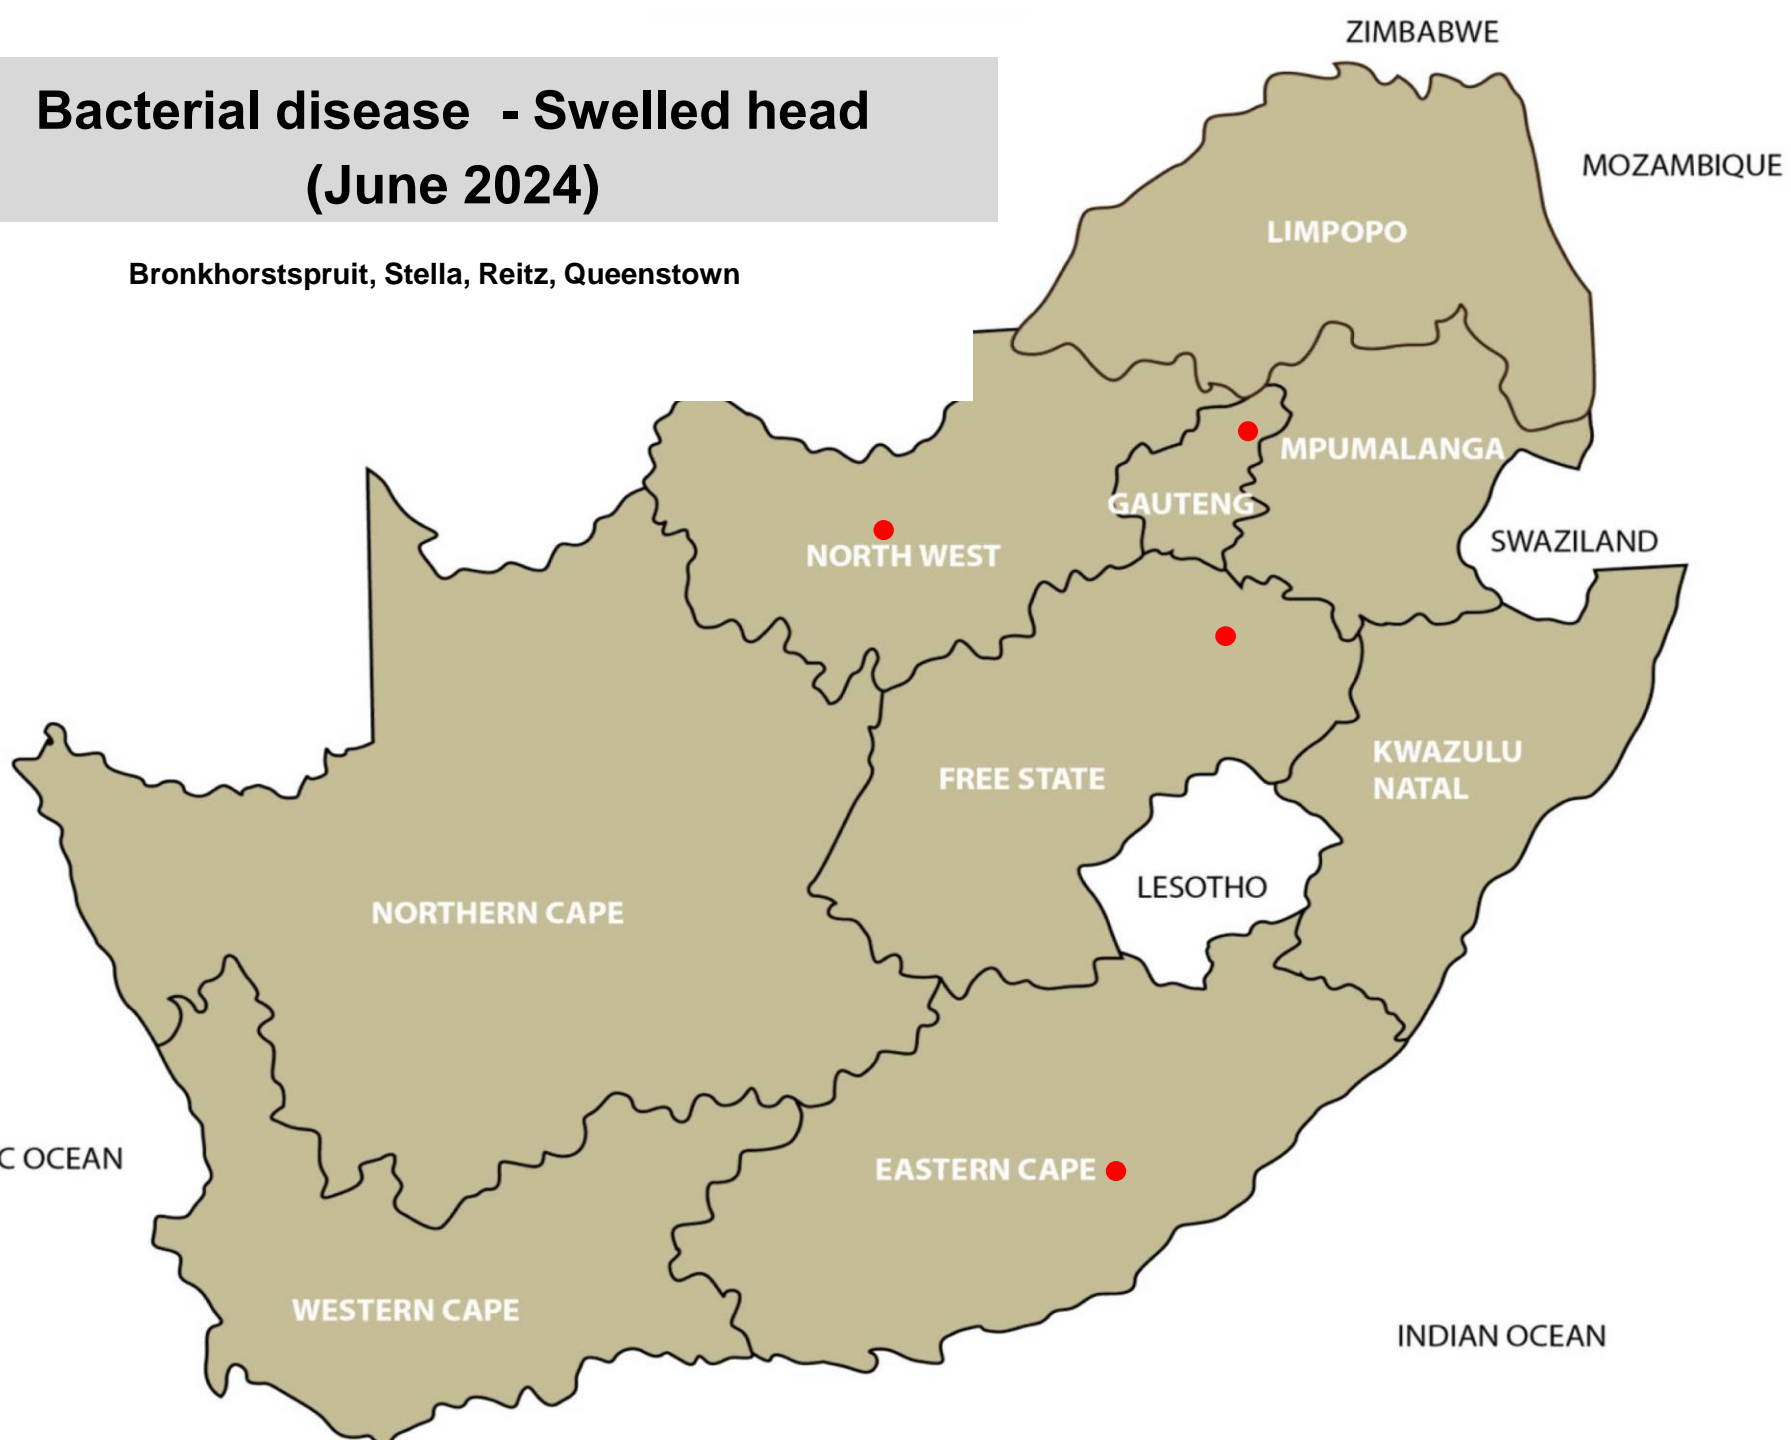 Bacterial disease - Swelled head
(June 2024)
Bronkhorstspruit, Stella, Reitz, Queenstown
ZIMBABWE
MOZAMBIQUE
LIMPOPO
MPUMALANGA
GAUTENG
SWAZILAND
NORTH WEST
KWAZULU
NATAL
FREE STATE
LESOTHO
NORTHERN CAPE
C OCEAN
EASTERN CAPE
WESTERN CAPE
INDIAN OCEAN